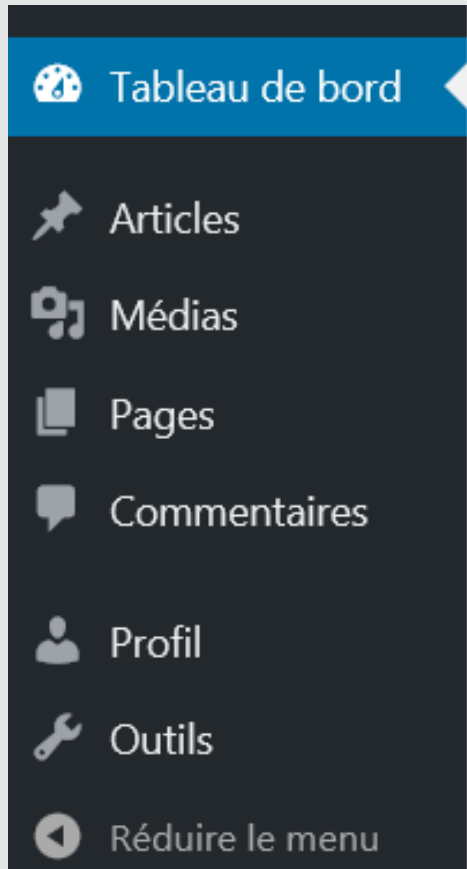 Tableau de bord
Articles
Médias
Pages
Commentaires
Profil
Outils
Réduire le menu